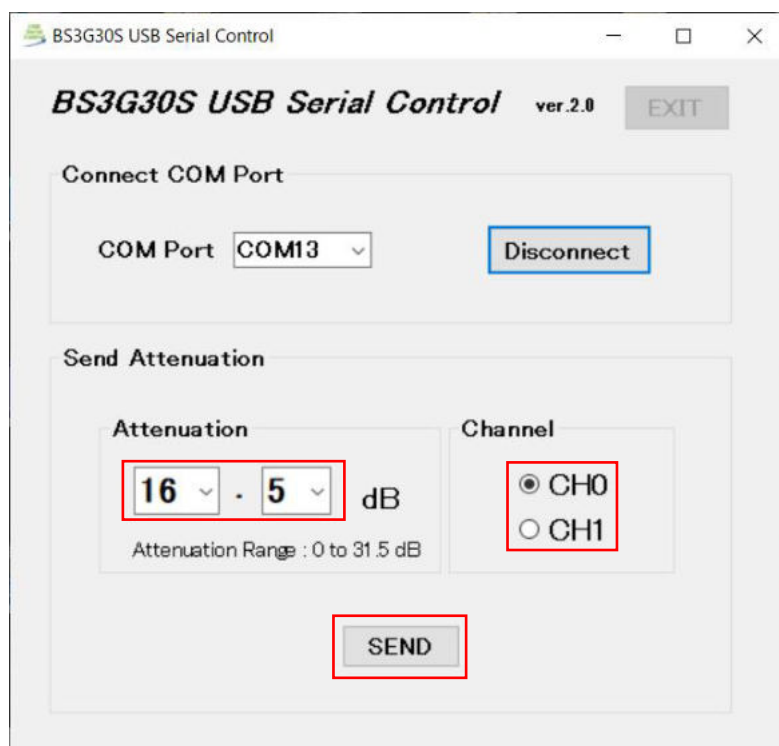 BS3G30S USB Serial Control
BS3G30S USB Serial Control ver.2.0 EXIT
Connect COM Port
COM Port COM13 Disconnect
Send Attenuation
Attenuation Channel
16 . 5 dB
CH0
CH1
Attenuation Range : 0 to 31.5 dB
SEND